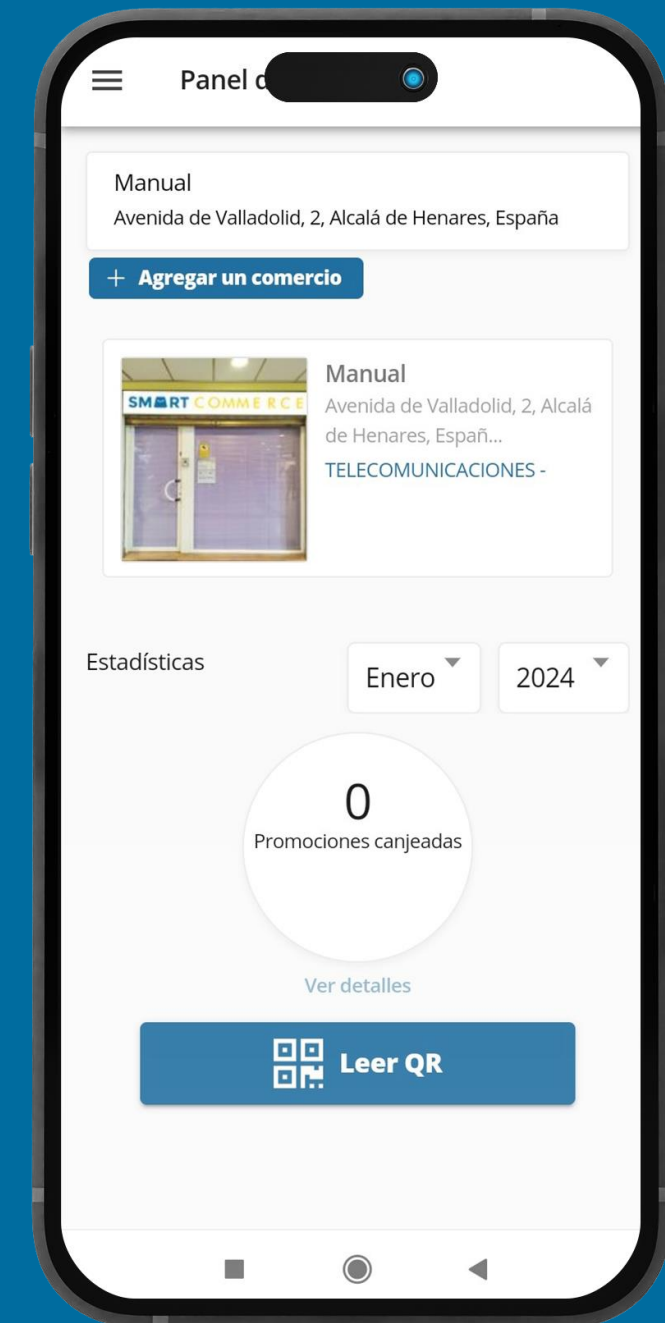 Panel d
Manual
Avenida de Valladolid, 2, Alcalá de Henares, España
+ Agregar un comercio
SMART COMMERCE
Manual
Avenida de Valladolid, 2, Alcalá
de Henares, Españ...
TELECOMUNICACIONES -
Estadísticas
Enero
2024
0
Promociones canjeadas
Ver detalles
Leer QR